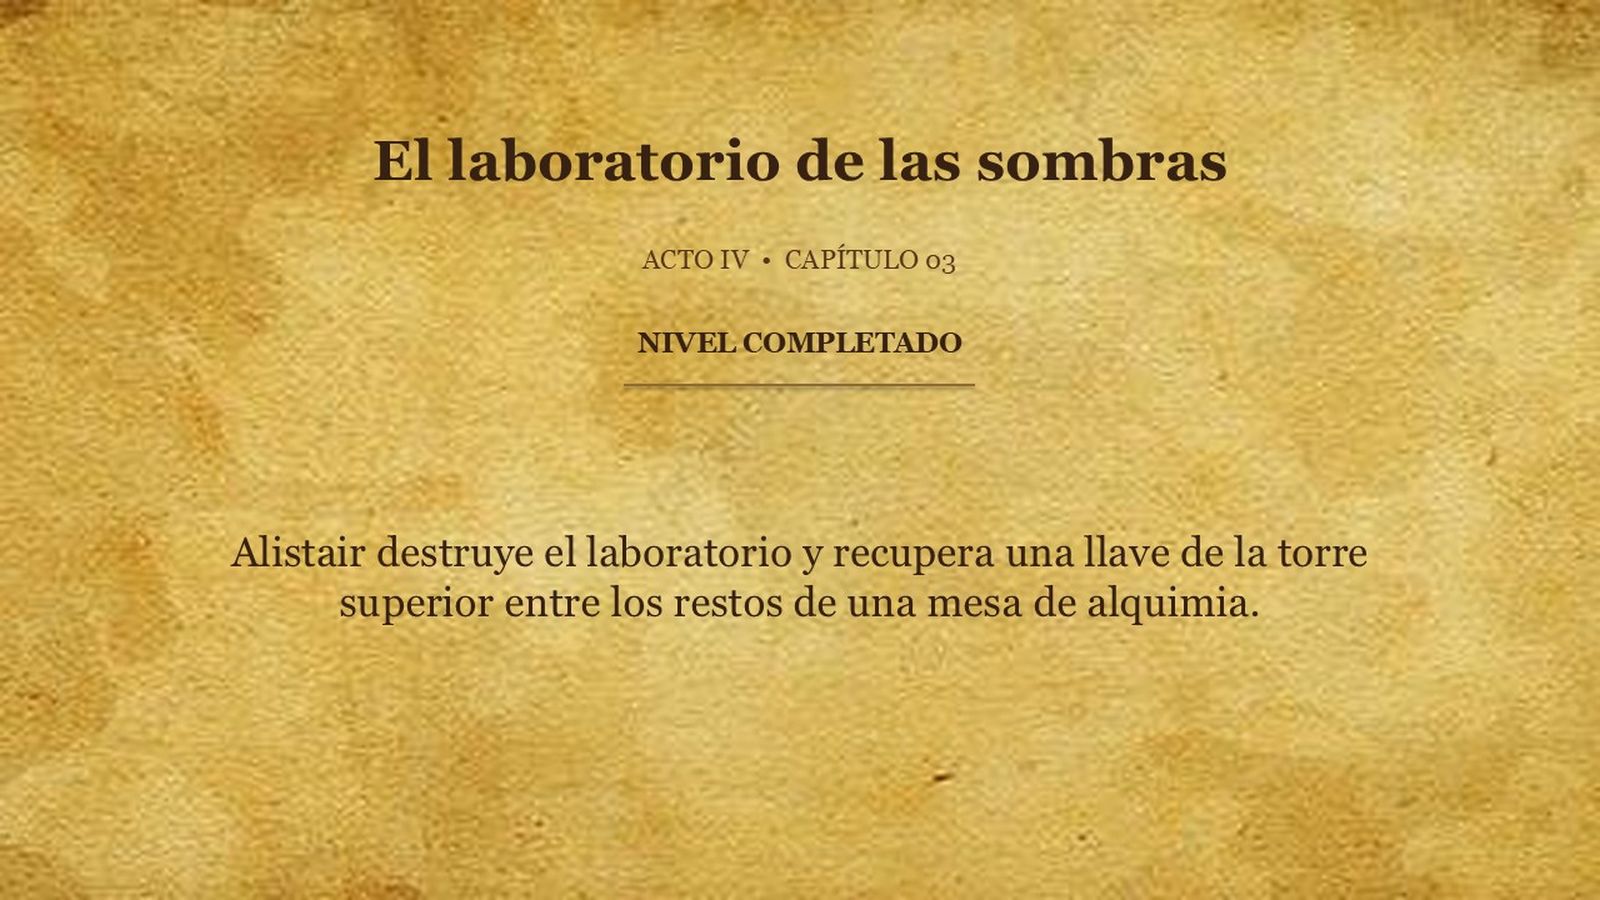 El laboratorio de las sombras
ACTO IV • CAPÍTULO 03
NIVEL COMPLETADO
Alistair destruye el laboratorio y recupera una llave de la torre
superior entre los restos de una mesa de alquimia.